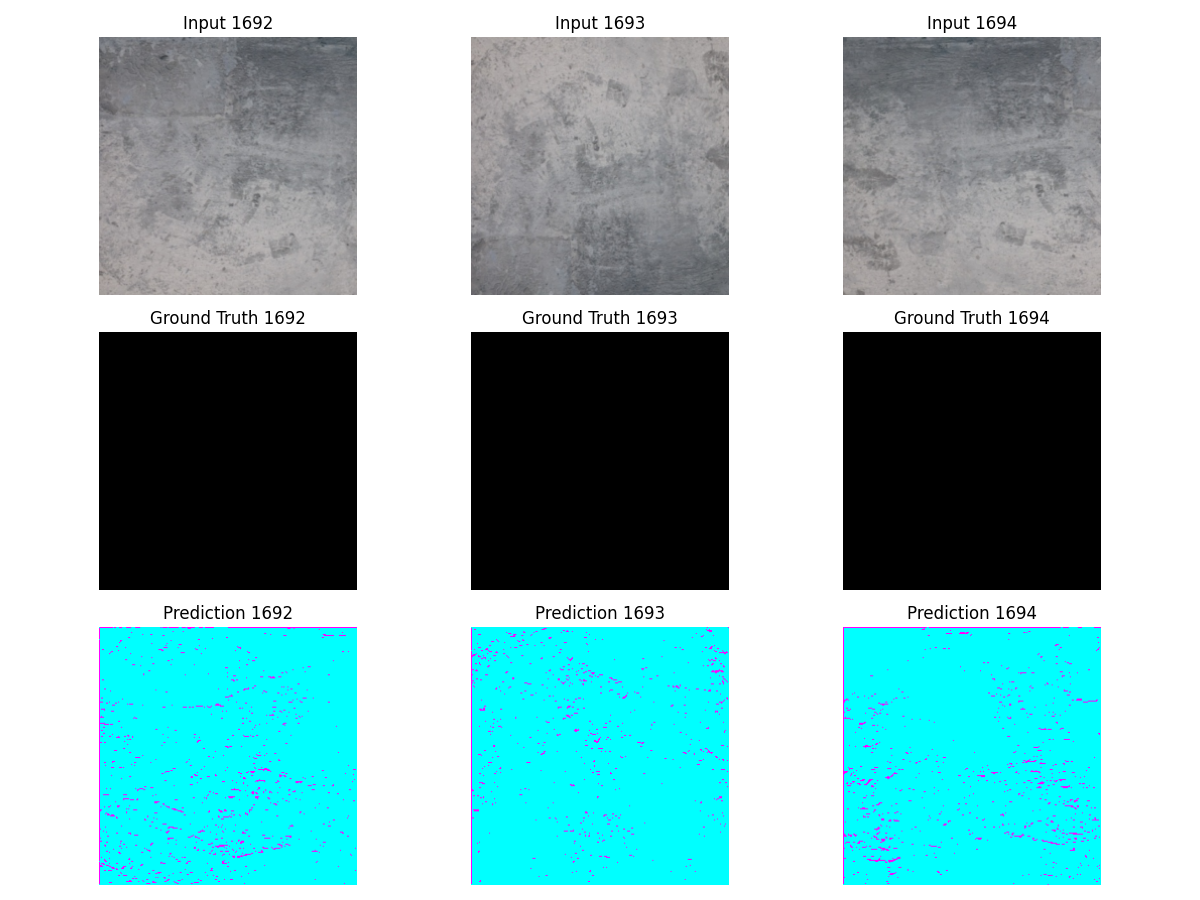 Input 1692
Input 1693
Input 1694
Ground Truth 1692
Ground Truth 1693
Ground Truth 1694
Prediction 1692
Prediction 1693
Prediction 1694